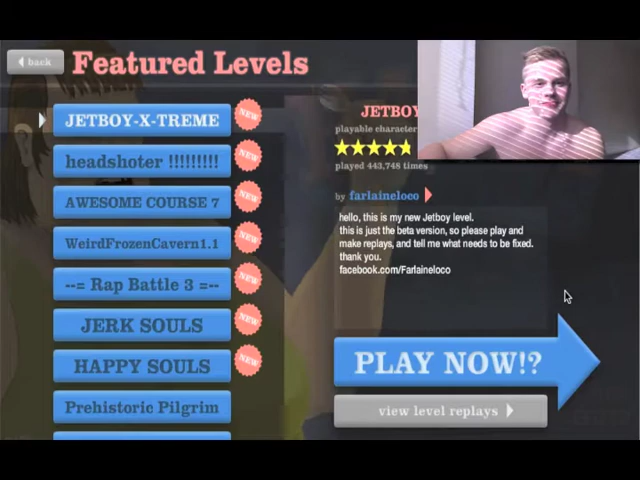 back
Featured Levels
JETBOY-X-TREME
NEW
headshoter !!!!!!!!!
NEW
AWESOME COURSE 7
NEW
WeirdFrozenCavern1.1
NEW
--= Rap Battle 3 =--
NEW
JERK SOULS
NEW
HAPPY SOULS
NEW
Prehistoric Pilgrim
JETBOY
playable character
played 443,748 times
by farlaineloco
hello, this is my new Jetboy level.
this is just the beta version, so please play and
make replays, and tell me what needs to be fixed.
thank you.
facebook.com/Farlaineloco
PLAY NOW!?
view level replays